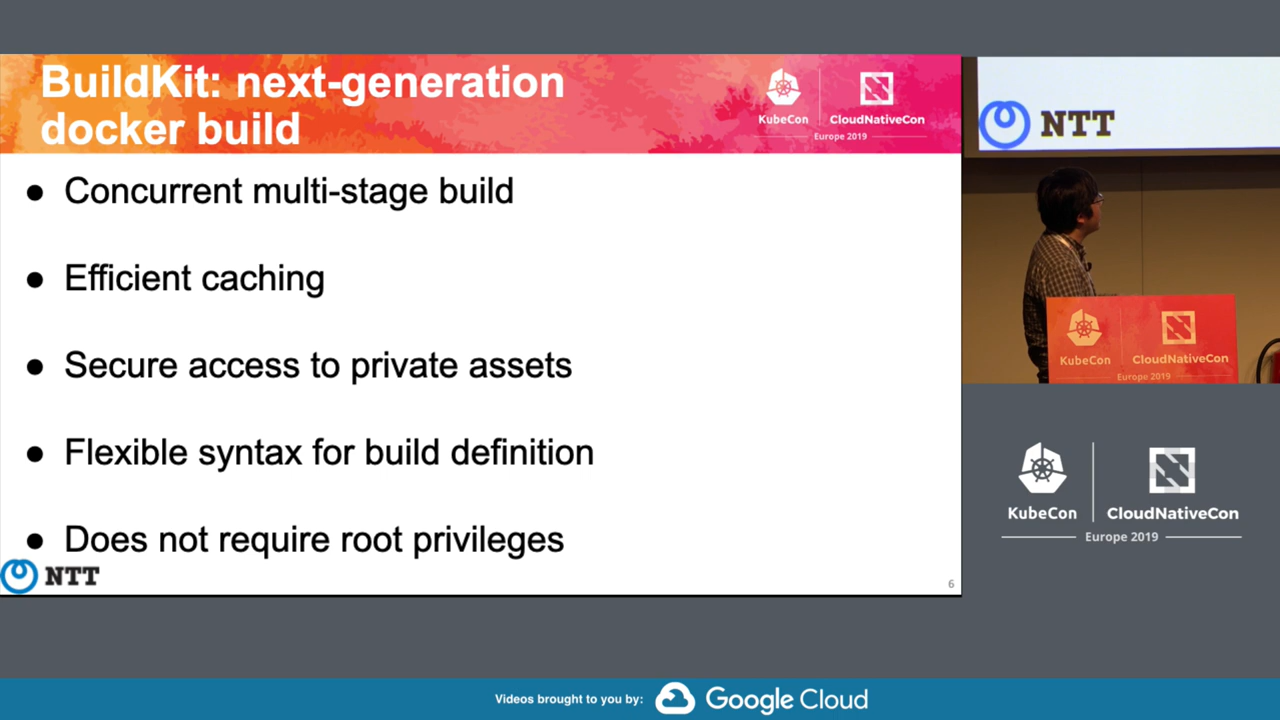 BuildKit: next-generation
docker build
KubeCon
CloudNativeCon
Europe 2019
● Concurrent multi-stage build
● Efficient caching
● Secure access to private assets
● Flexible syntax for build definition
● Does not require root privileges
NTT
6
NTT
KubeCon
CloudNativeCon
Europe 2019
KubeCon
CloudNativeCon
Europe 2019
Videos brought to you by:
Google Cloud